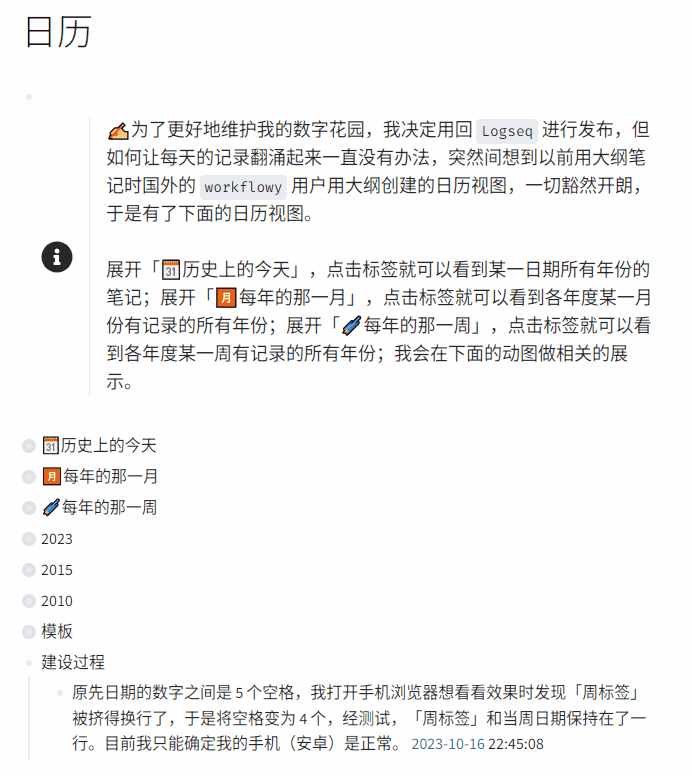 日历
✍为了更好地维护我的数字花园，我决定用回 Logseq 进行发布，但
如何让每天的记录翻涌起来一直没有办法，突然间想到以前用大纲笔
记时国外的 workflowy 用户用大纲创建的日历视图，一切豁然开朗，
于是有了下面的日历视图。
展开「📅历史上的今天」，点击标签就可以看到某一日期所有年份的
笔记；展开「🈷每年的那一月」，点击标签就可以看到各年度某一月
份有记录的所有年份；展开「🖊每年的那一周」，点击标签就可以看
到各年度某一周有记录的所有年份；我会在下面的动图做相关的展
示。
📅历史上的今天
🈷每年的那一月
🖊每年的那一周
2023
2015
2010
模板
建设过程
原先日期的数字之间是 5 个空格，我打开手机浏览器想看看效果时发现「周标签」
被挤得换行了，于是将空格变为 4 个，经测试，「周标签」和当周日期保持在了一
行。目前我只能确定我的手机（安卓）是正常。 2023-10-16 22:45:08